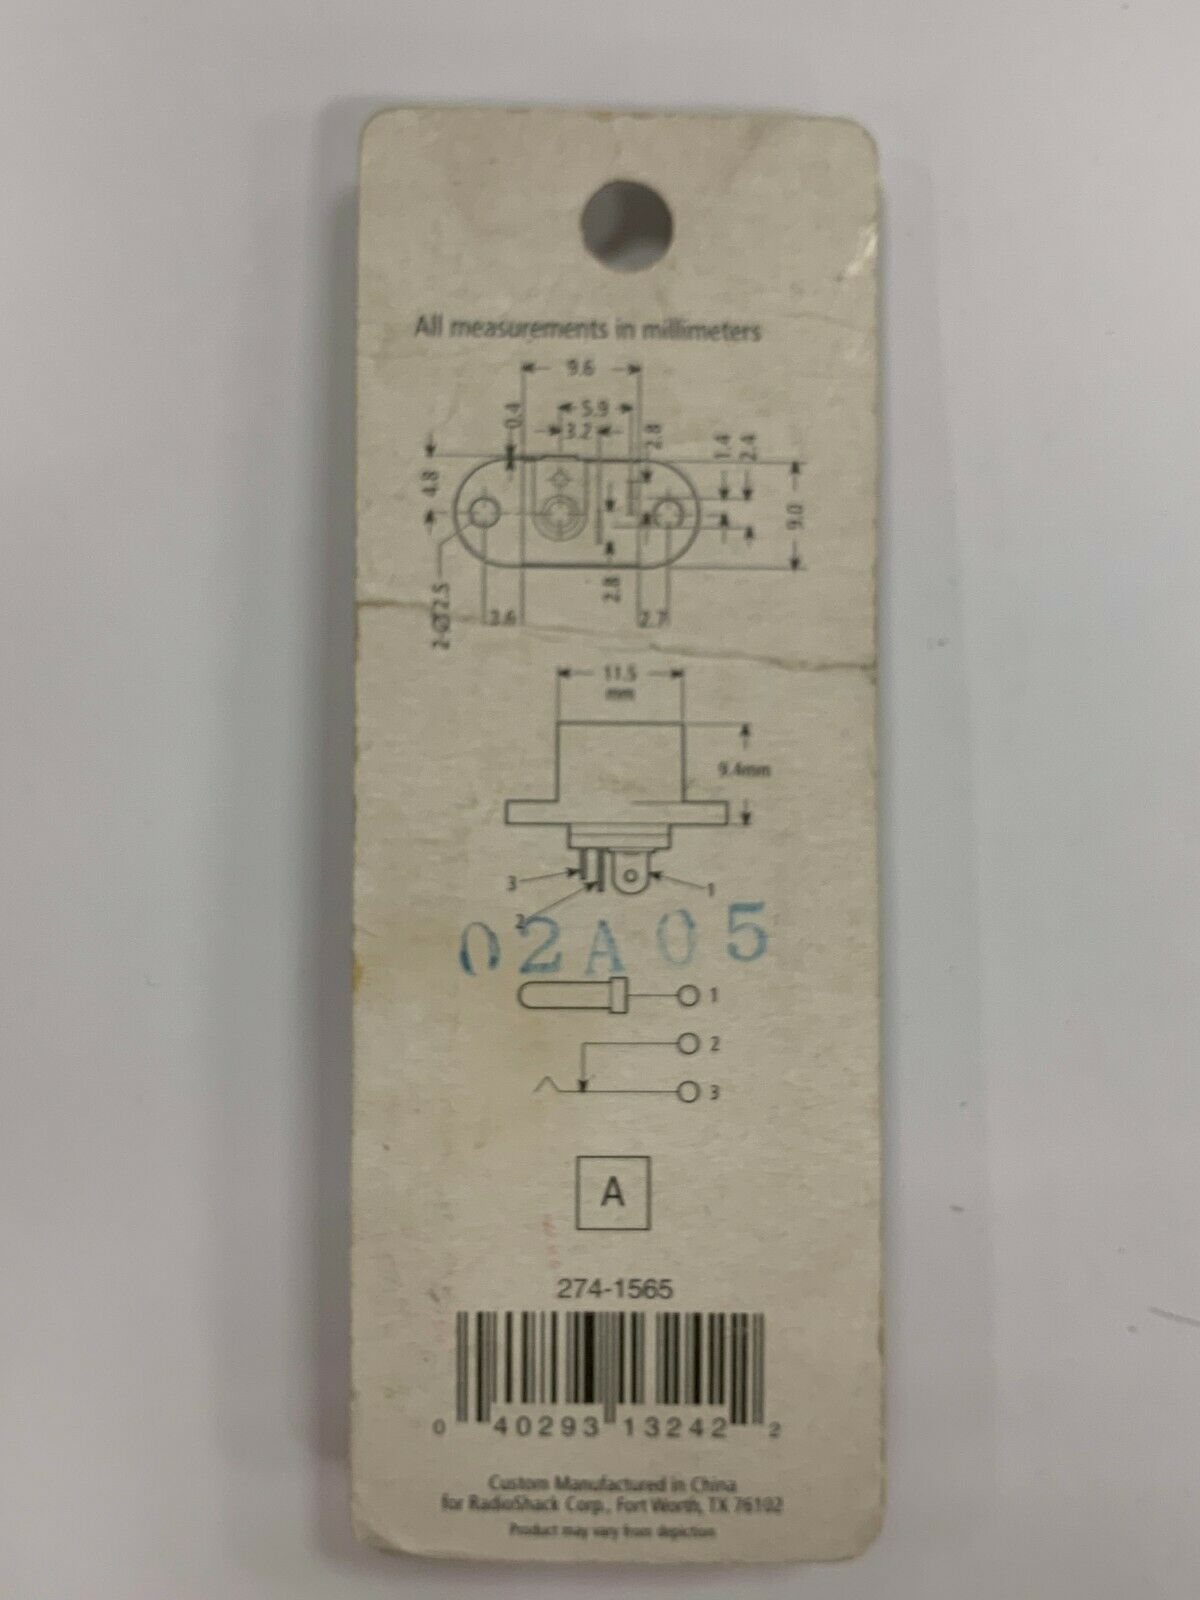 All measurements in millimeters
9.6
5.9
3.2
0.4
2.8
1.4
2.4
4.8
9.0
2-Ø2.5
3.6
2.8
2.7
11.5
mm
9.4mm
3
2
1
02A05
1
2
3
A
274-1565
0 40293 13242 2
Custom Manufactured in China
for RadioShack Corp., Fort Worth, TX 76102
Product may vary from depiction